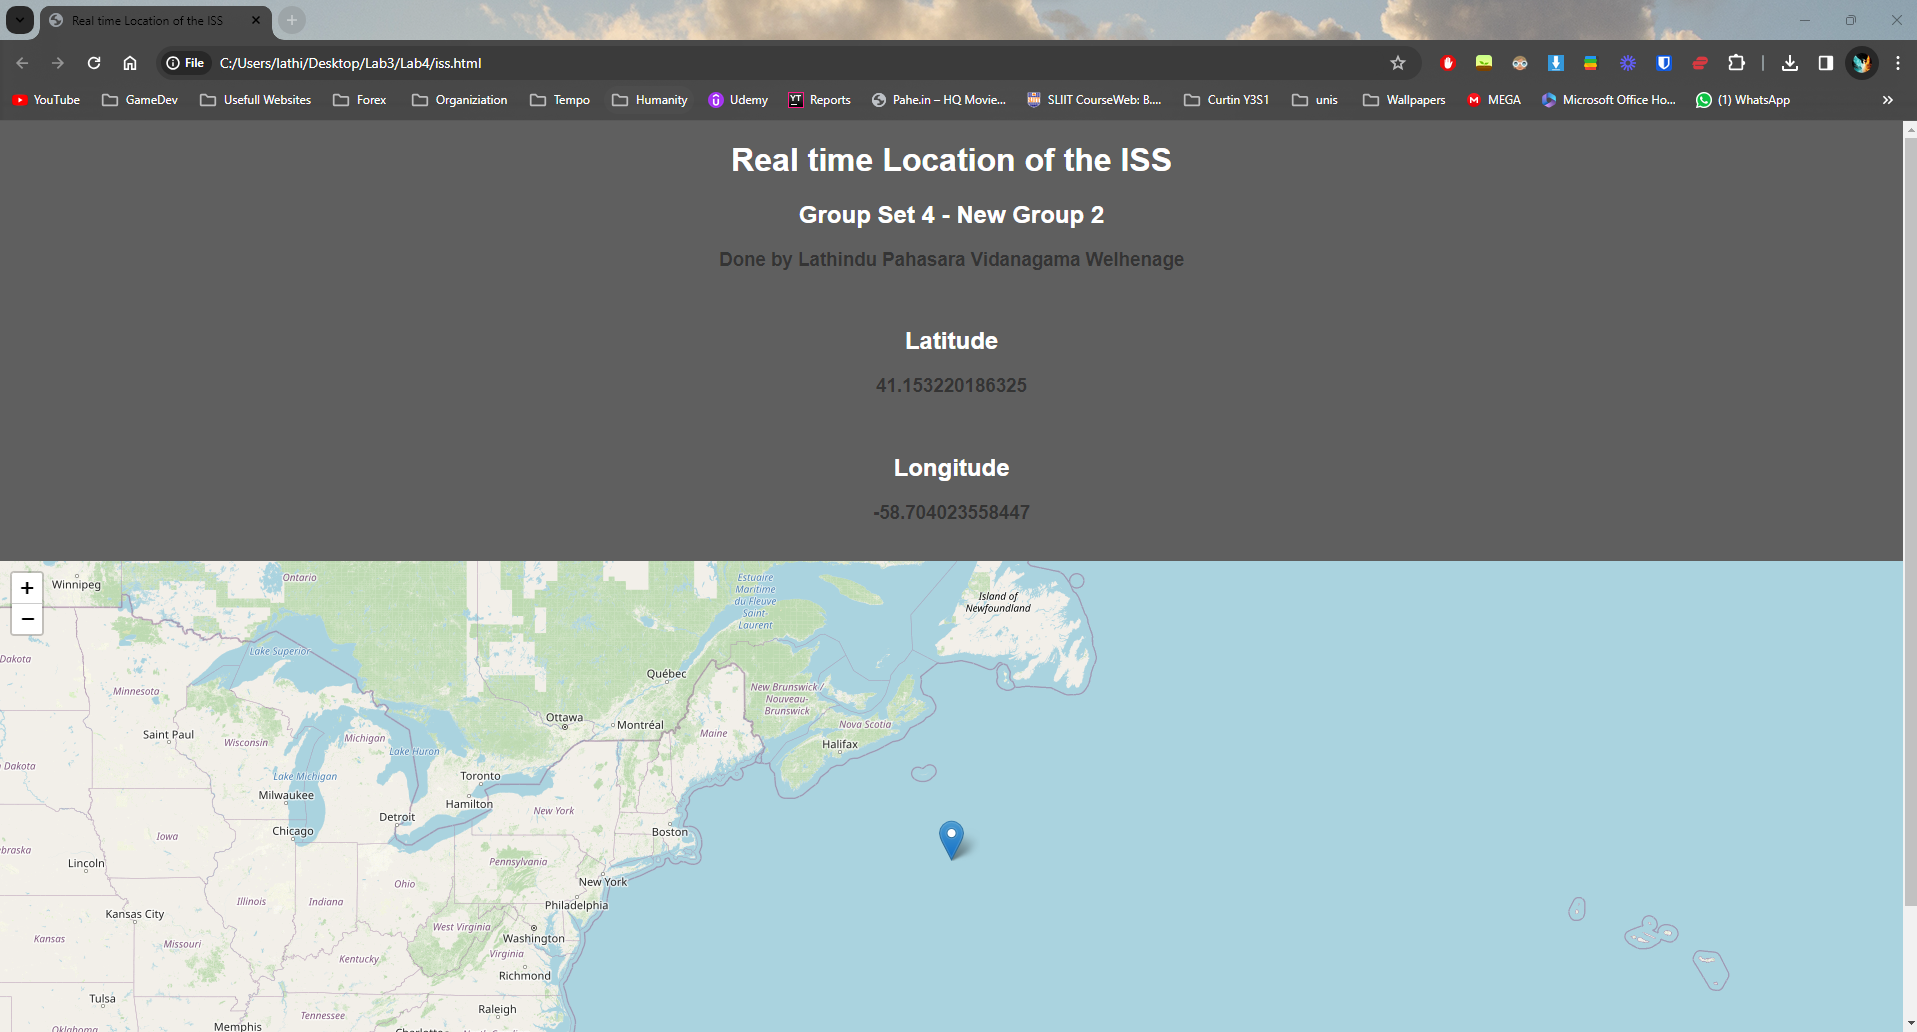 Real time Location of the ISS
File C:/Users/lathi/Desktop/Lab3/Lab4/iss.html
YouTube GameDev Usefull Websites Forex Organiziation Tempo Humanity Udemy YT Reports Pahe.in – HQ Movie... SLIIT CourseWeb: B.... Curtin Y3S1 unis Wallpapers MEGA Microsoft Office Ho... (1) WhatsApp »
Real time Location of the ISS
Group Set 4 - New Group 2
Done by Lathindu Pahasara Vidanagama Welhenage
Latitude
41.153220186325
Longitude
-58.704023558447
+
−
Winnipeg
Ontario
Estuaire
Maritime
du Fleuve
Saint-
Laurent
Island of
Newfoundland
Dakota
Lake Superior
Québec
Minnesota
New Brunswick /
Nouveau-
Brunswick
Ottawa
Montréal
Nova Scotia
Saint Paul
Wisconsin
Michigan
Lake Huron
Maine
Halifax
Dakota
Lake Michigan
Toronto
Milwaukee
Hamilton
New York
Detroit
Chicago
Boston
Iowa
braska
Lincoln
Pennsylvania
New York
Ohio
Illinois
Indiana
Philadelphia
Kansas City
West Virginia
Washington
Kansas
Missouri
Kentucky
Virginia
Richmond
Tulsa
Raleigh
Tennessee
Memphis
Oklahoma